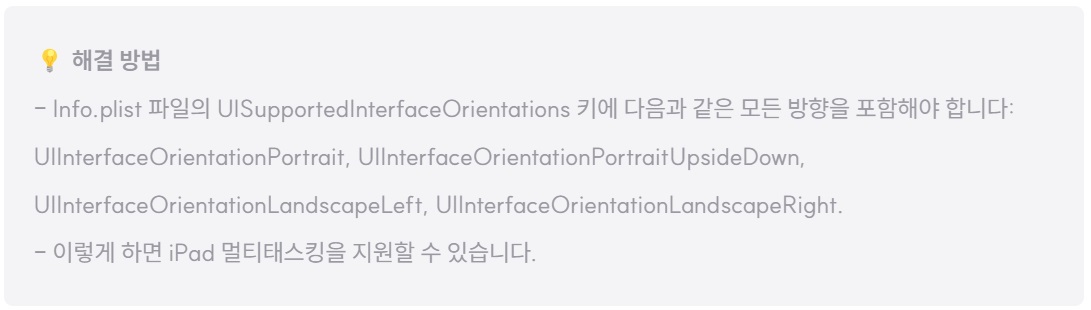 💡 해결 방법
- Info.plist 파일의 UISupportedInterfaceOrientations 키에 다음과 같은 모든 방향을 포함해야 합니다:
UIInterfaceOrientationPortrait, UIInterfaceOrientationPortraitUpsideDown,
UIInterfaceOrientationLandscapeLeft, UIInterfaceOrientationLandscapeRight.
- 이렇게 하면 iPad 멀티태스킹을 지원할 수 있습니다.